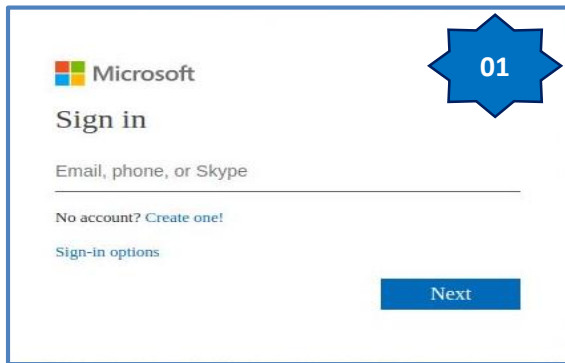 01
Microsoft
Sign in
Email, phone, or Skype
No account? Create one!
Sign-in options
Next